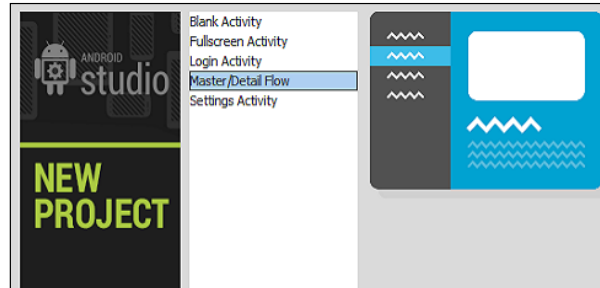 ANDROID
studio
NEW
PROJECT
Blank Activity
Fullscreen Activity
Login Activity
Master/Detail Flow
Settings Activity